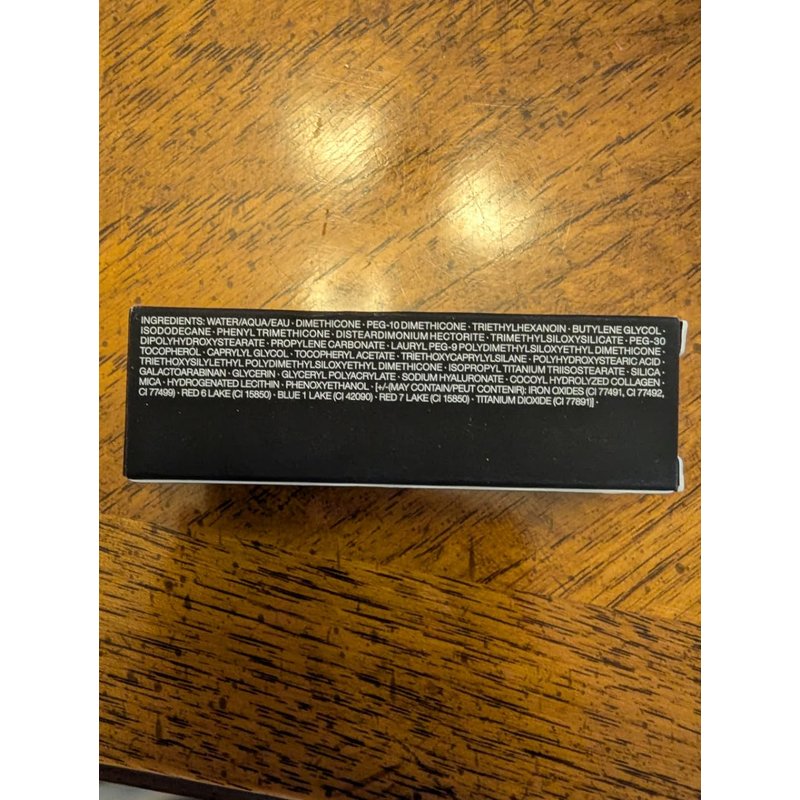 INGREDIENTS: WATER/AQUA/EAU · DIMETHICONE · PEG-10 DIMETHICONE · TRIETHYLHEXANOIN · BUTYLENE GLYCOL ·
ISODODECANE · PHENYL TRIMETHICONE · DISTEARDIMONIUM HECTORITE · TRIMETHYLSILOXYSILICATE · PEG-30
DIPOLYHYDROXYSTEARATE · PROPYLENE CARBONATE · LAURYL PEG-9 POLYDIMETHYLSILOXYETHYL DIMETHICONE ·
TOCOPHEROL · CAPRYLYL GLYCOL · TOCOPHERYL ACETATE · TRIETHOXYCAPRYLYLSILANE · POLYHYDROXYSTEARIC ACID ·
TRIETHOXYSILYLETHYL POLYDIMETHYLSILOXYETHYL DIMETHICONE · ISOPROPYL TITANIUM TRIISOSTEARATE · SILICA ·
GALACTOARABINAN · GLYCERIN · GLYCERYL POLYACRYLATE · SODIUM HYALURONATE · COCOYL HYDROLYZED COLLAGEN ·
MICA · HYDROGENATED LECITHIN · PHENOXYETHANOL · [+/-(MAY CONTAIN/PEUT CONTENIR): IRON OXIDES (CI 77491, CI 77492,
CI 77499) · RED 6 LAKE (CI 15850) · BLUE 1 LAKE (CI 42090) · RED 7 LAKE (CI 15850) · TITANIUM DIOXIDE (CI 77891)] ·